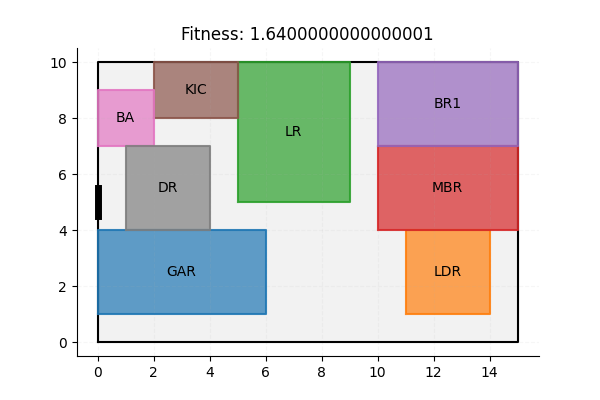 Fitness: 1.6400000000000001
10
8
6
4
2
0
KIC
BR1
BA
LR
DR
MBR
GAR
LDR
0 2 4 6 8 10 12 14